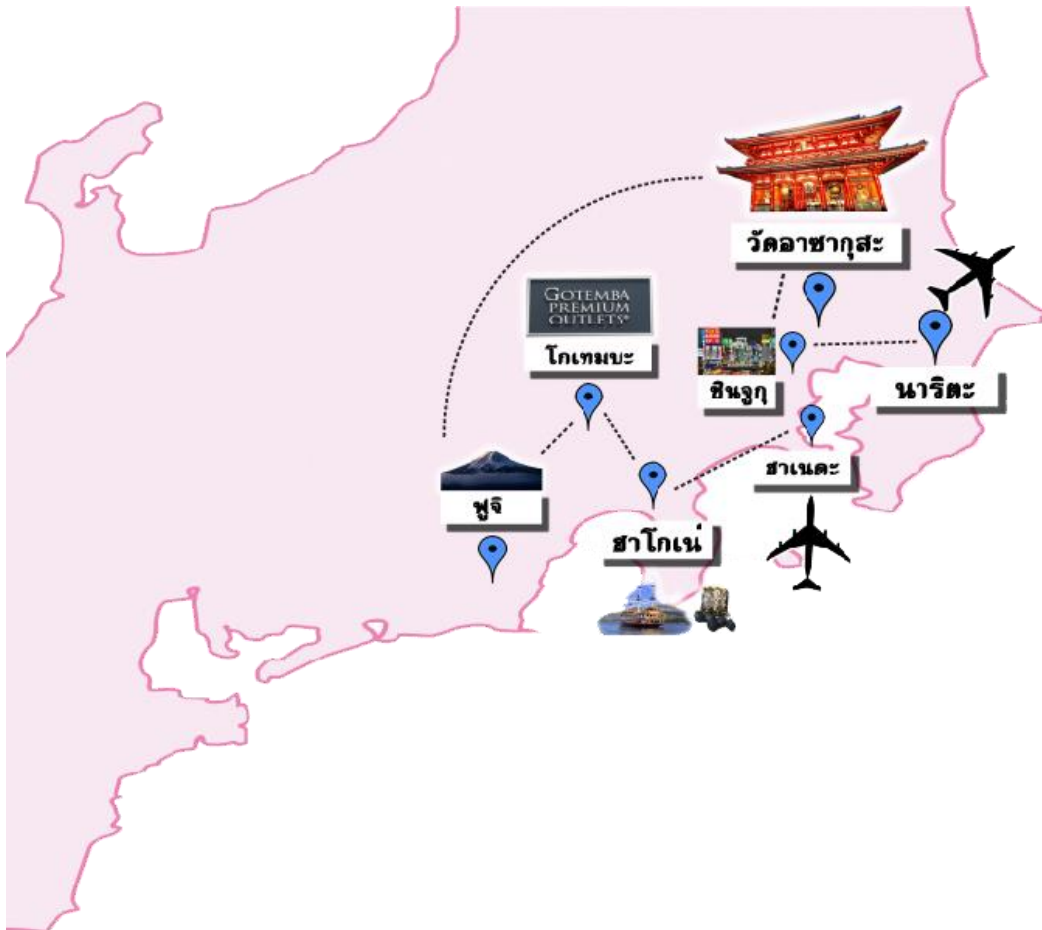 วัดอาซากุสะ
GOTEMBA
PREMIUM
OUTLETS®
โกเทมบะ
ชินจูกุ
นาริตะ
ฮาเนดะ
ฟูจิ
ฮาโกเน่